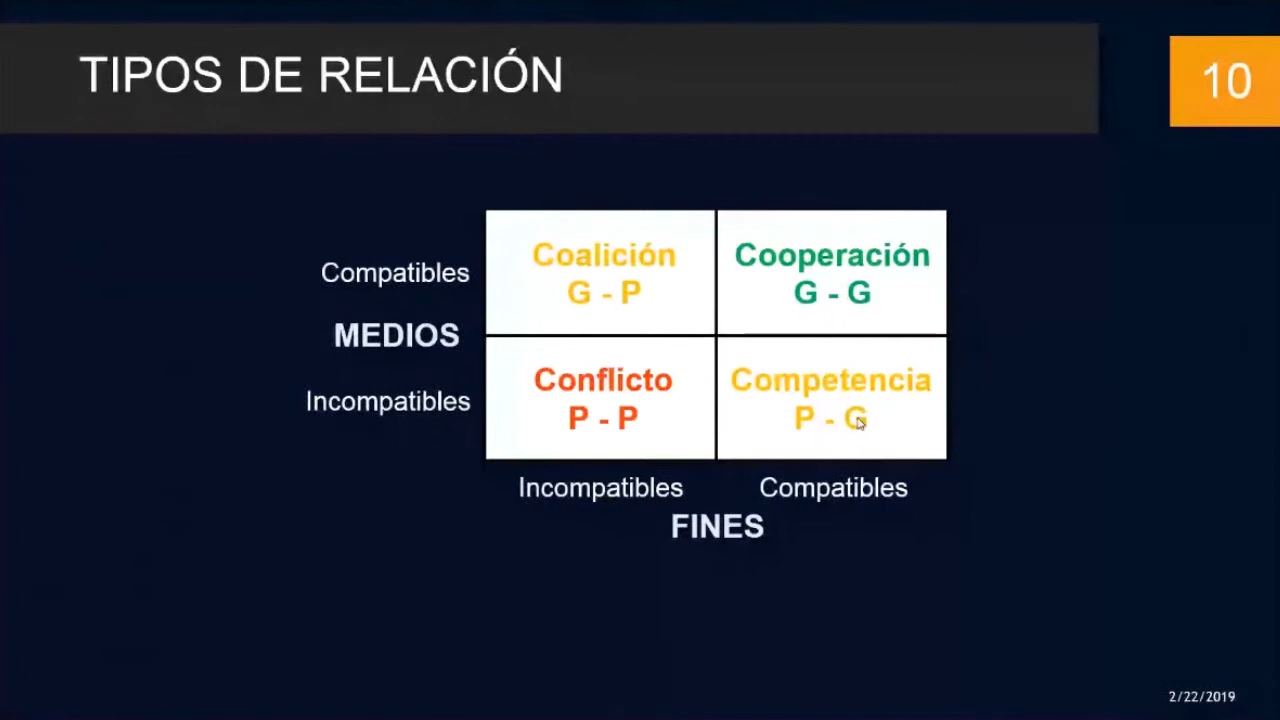 TIPOS DE RELACIÓN
10
Compatibles
MEDIOS
Incompatibles
Coalición
G - P
Cooperación
G - G
Conflicto
P - P
Competencia
P - G
Incompatibles
Compatibles
FINES
2/22/2019